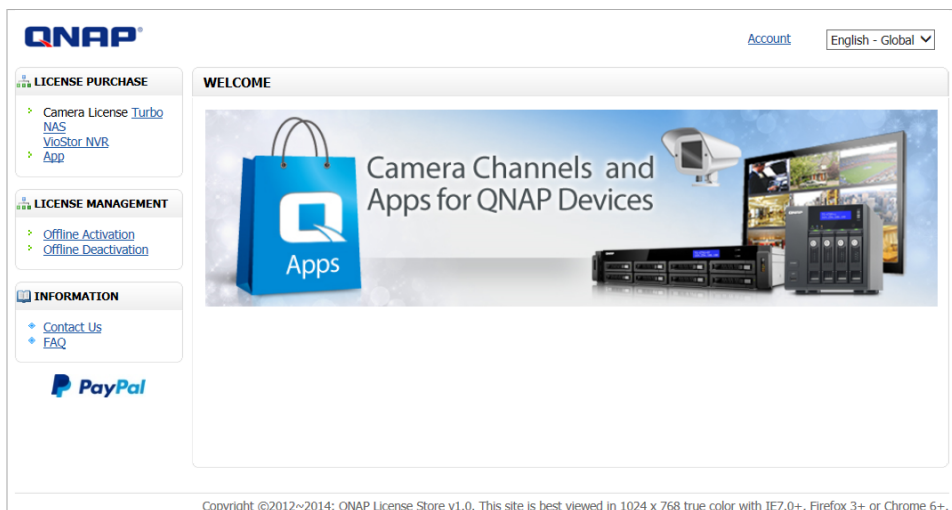 QNAP
Account
English - Global
LICENSE PURCHASE
Camera License Turbo
NAS
VioStor NVR
App
LICENSE MANAGEMENT
Offline Activation
Offline Deactivation
INFORMATION
Contact Us
FAQ
PayPal
WELCOME
Camera Channels and
Apps for QNAP Devices
Apps
Copyright ©2012~2014: QNAP License Store v1.0. This site is best viewed in 1024 x 768 true color with IE7.0+, Firefox 3+ or Chrome 6+.